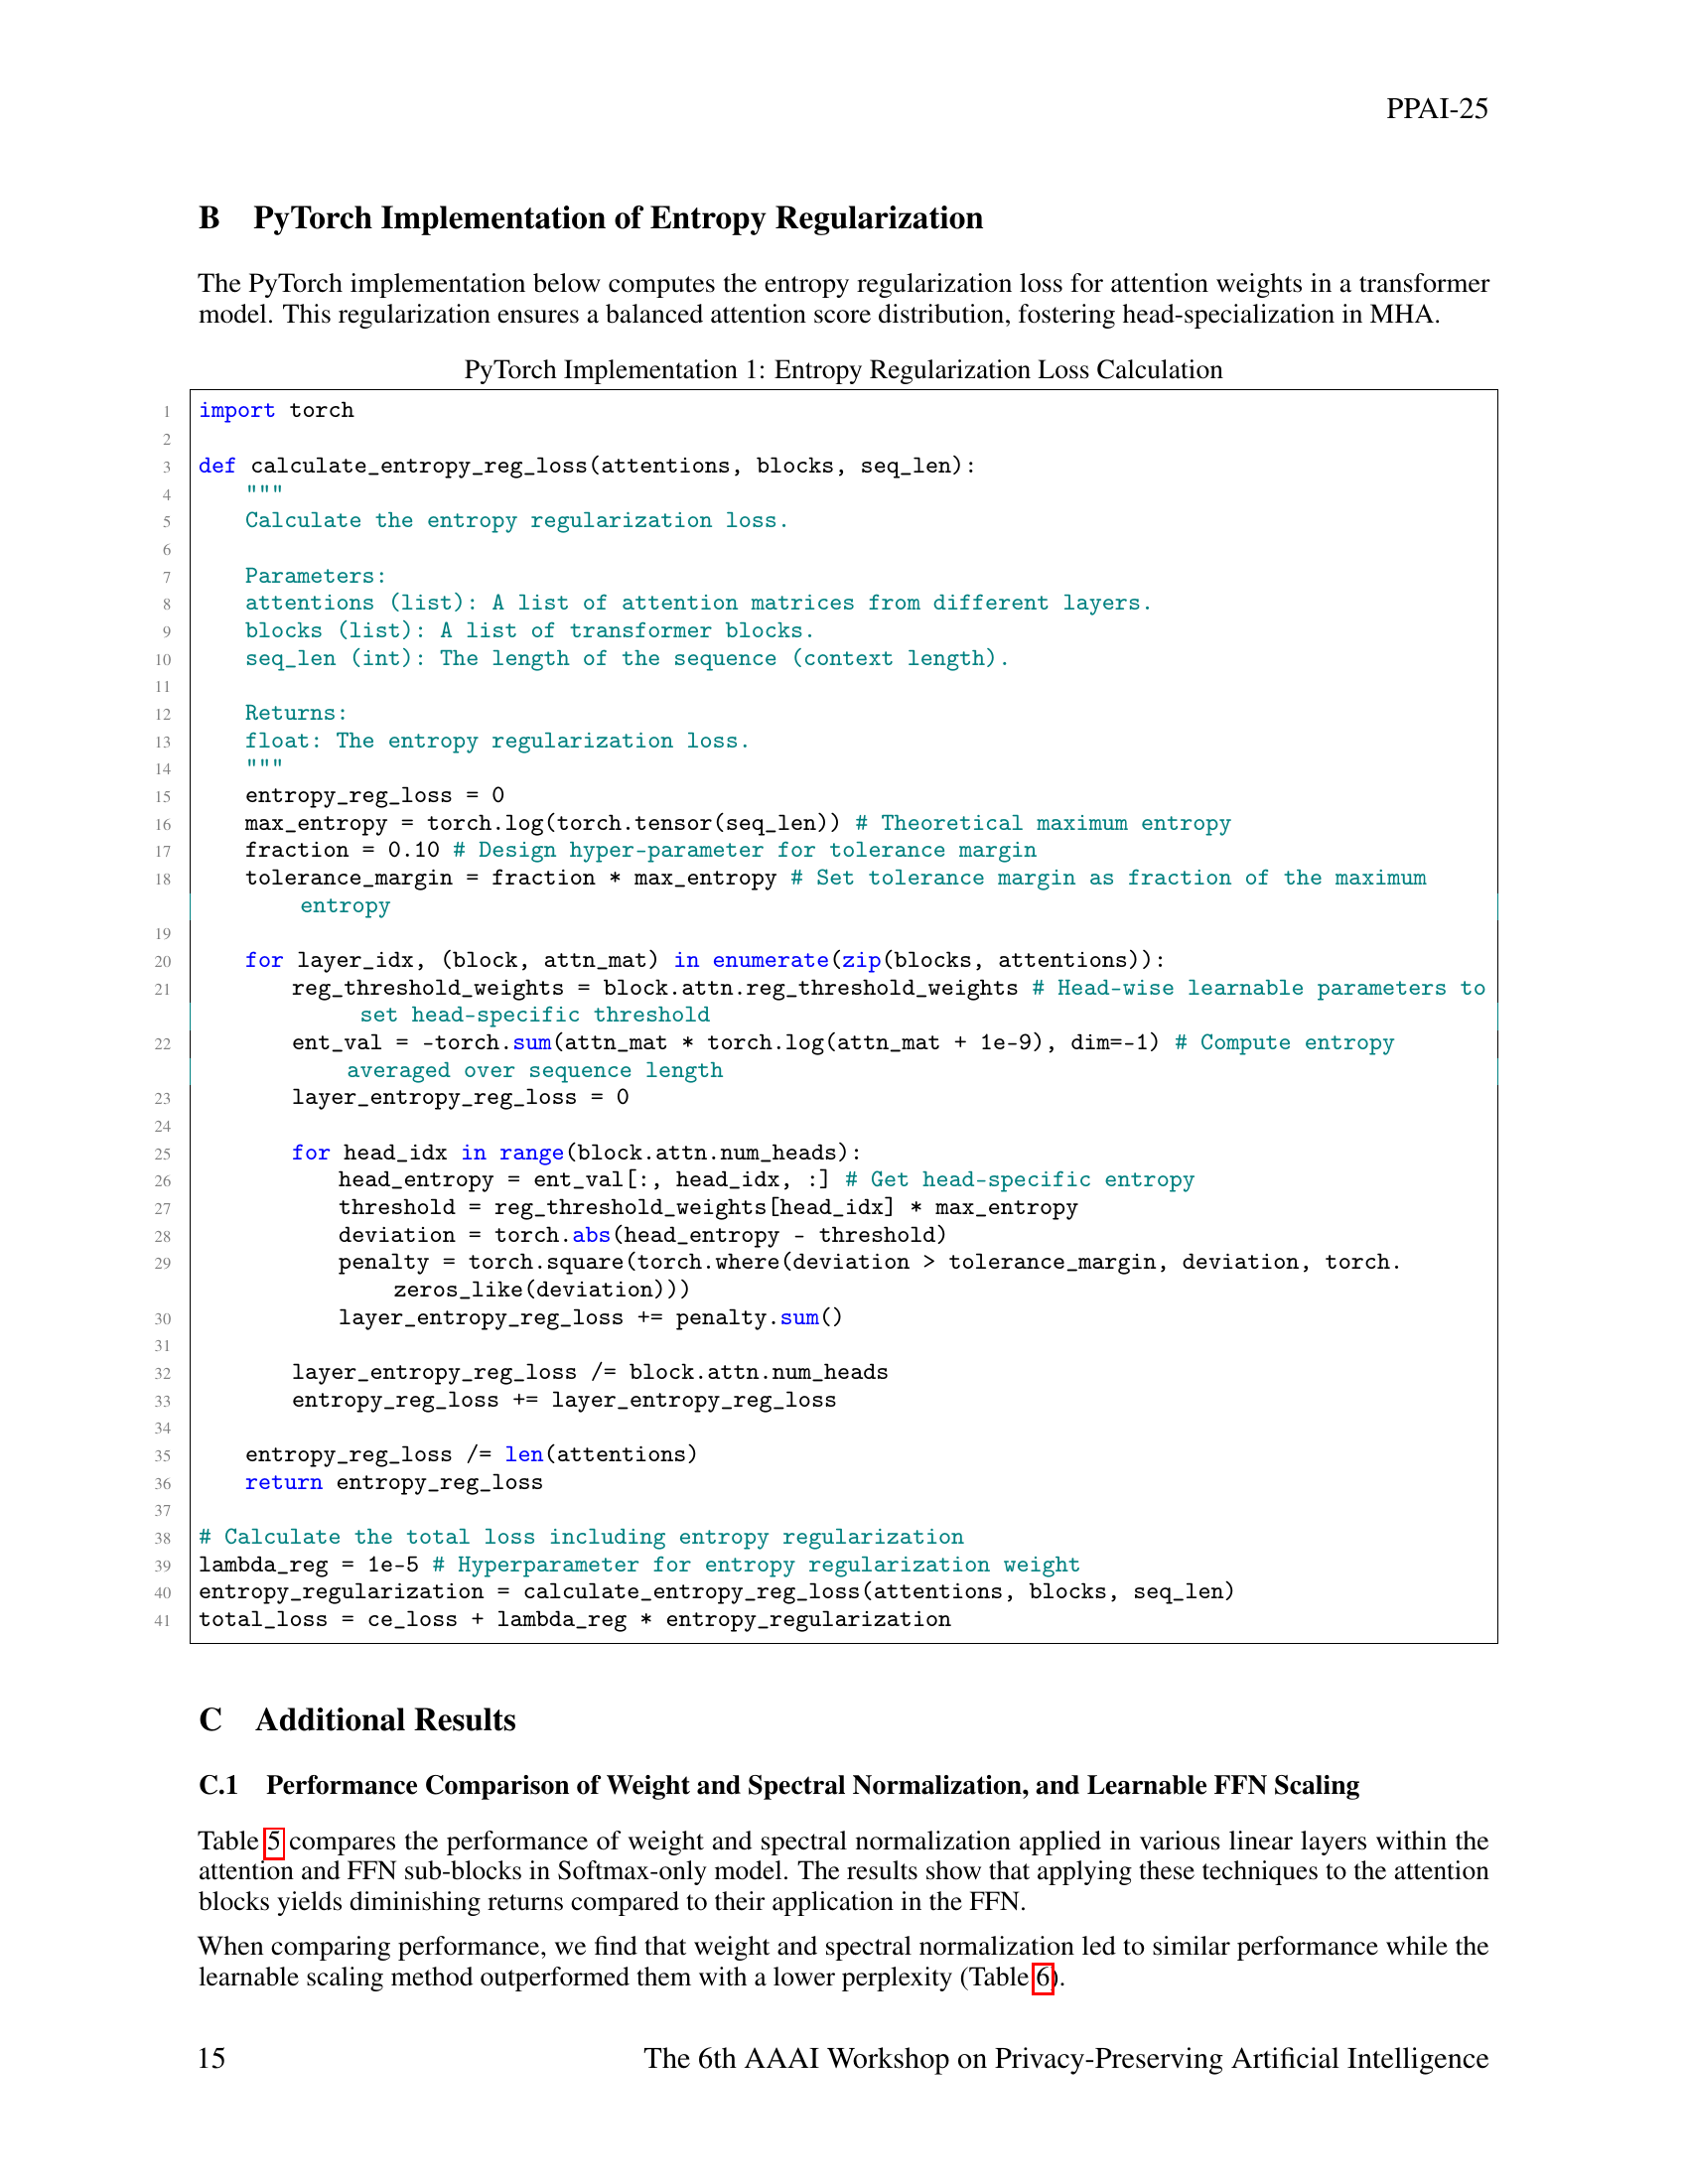 PPAI-25
B PyTorch Implementation of Entropy Regularization
The PyTorch implementation below computes the entropy regularization loss for attention weights in a transformer
model. This regularization ensures a balanced attention score distribution, fostering head-specialization in MHA.
PyTorch Implementation 1: Entropy Regularization Loss Calculation
1 import torch
2
3 def calculate_entropy_reg_loss(attentions, blocks, seq_len):
4     """
5     Calculate the entropy regularization loss.
6
7     Parameters:
8     attentions (list): A list of attention matrices from different layers.
9     blocks (list): A list of transformer blocks.
10     seq_len (int): The length of the sequence (context length).
11
12     Returns:
13     float: The entropy regularization loss.
14     """
15     entropy_reg_loss = 0
16     max_entropy = torch.log(torch.tensor(seq_len)) # Theoretical maximum entropy
17     fraction = 0.10 # Design hyper-parameter for tolerance margin
18     tolerance_margin = fraction * max_entropy # Set tolerance margin as fraction of the maximum
entropy
19
20     for layer_idx, (block, attn_mat) in enumerate(zip(blocks, attentions)):
21         reg_threshold_weights = block.attn.reg_threshold_weights # Head-wise learnable parameters to
set head-specific threshold
22         ent_val = -torch.sum(attn_mat * torch.log(attn_mat + 1e-9), dim=-1) # Compute entropy
averaged over sequence length
23         layer_entropy_reg_loss = 0
24
25         for head_idx in range(block.attn.num_heads):
26             head_entropy = ent_val[:, head_idx, :] # Get head-specific entropy
27             threshold = reg_threshold_weights[head_idx] * max_entropy
28             deviation = torch.abs(head_entropy - threshold)
29             penalty = torch.square(torch.where(deviation > tolerance_margin, deviation, torch.
zeros_like(deviation)))
30             layer_entropy_reg_loss += penalty.sum()
31
32         layer_entropy_reg_loss /= block.attn.num_heads
33         entropy_reg_loss += layer_entropy_reg_loss
34
35     entropy_reg_loss /= len(attentions)
36     return entropy_reg_loss
37
38 # Calculate the total loss including entropy regularization
39 lambda_reg = 1e-5 # Hyperparameter for entropy regularization weight
40 entropy_regularization = calculate_entropy_reg_loss(attentions, blocks, seq_len)
41 total_loss = ce_loss + lambda_reg * entropy_regularization
C Additional Results
C.1 Performance Comparison of Weight and Spectral Normalization, and Learnable FFN Scaling
Table 5 compares the performance of weight and spectral normalization applied in various linear layers within the
attention and FFN sub-blocks in Softmax-only model. The results show that applying these techniques to the attention
blocks yields diminishing returns compared to their application in the FFN.
When comparing performance, we find that weight and spectral normalization led to similar performance while the
learnable scaling method outperformed them with a lower perplexity (Table 6).
15 The 6th AAAI Workshop on Privacy-Preserving Artificial Intelligence